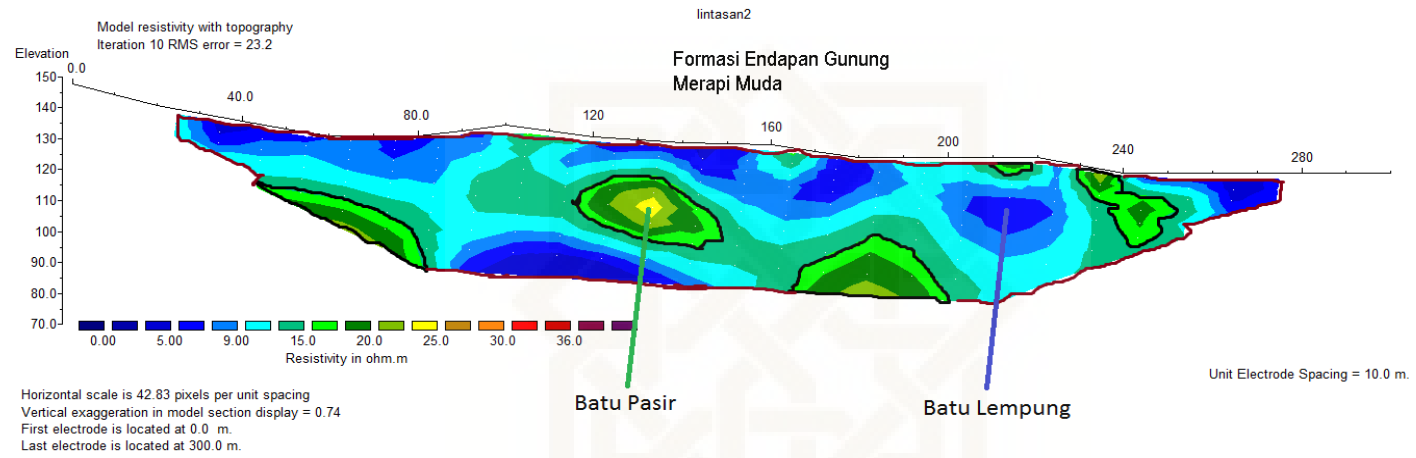 lintasan2
Model resistivity with topography
Iteration 10 RMS error = 23.2
Formasi Endapan Gunung
Merapi Muda
Elevation
0.0
150
40.0
140
80.0
120
130
160
200
240
280
120
110
100
90.0
80.0
70.0
0.00 5.00 9.00 15.0 20.0 25.0 30.0 36.0
Resistivity in ohm.m
Unit Electrode Spacing = 10.0 m.
Batu Pasir
Batu Lempung
Horizontal scale is 42.83 pixels per unit spacing
Vertical exaggeration in model section display = 0.74
First electrode is located at 0.0 m.
Last electrode is located at 300.0 m.